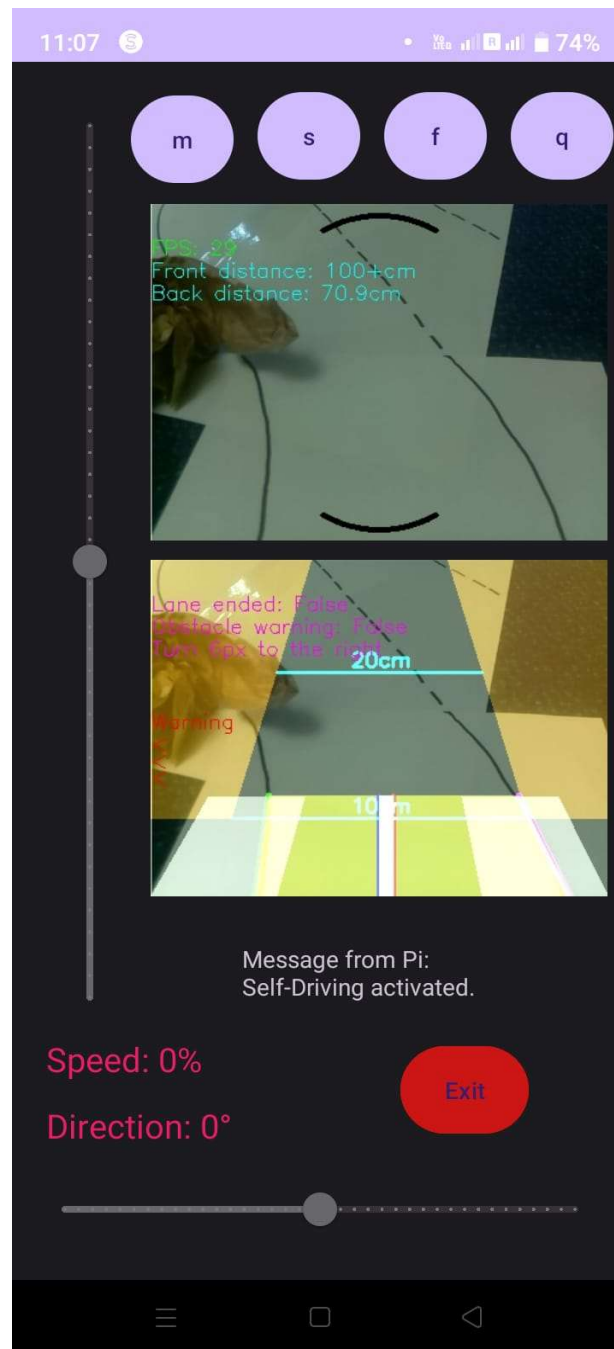 11:07
74%
m s f q
FPS: 29
Front distance: 100+cm
Back distance: 70.9cm
Lane ended: False
Obstacle warning: False
Turn 6px to the right
20cm
Warning
10cm
Message from Pi:
Self-Driving activated.
Speed: 0%
Exit
Direction: 0°